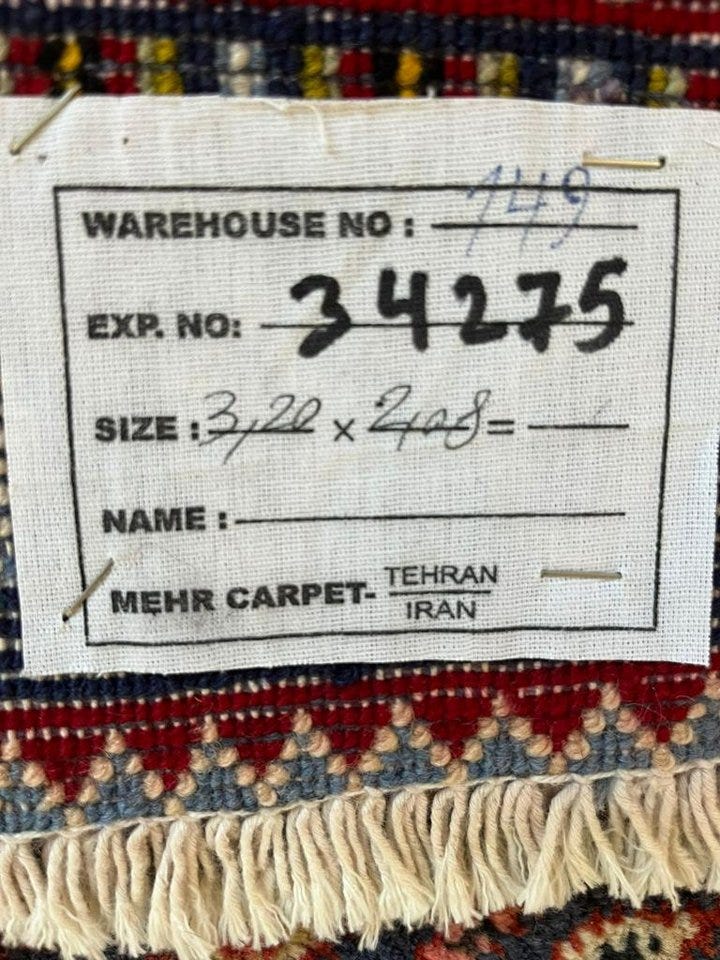 WAREHOUSE NO : 149
EXP. NO: 34275
SIZE : 3,20 x 2,08 =
NAME :
MEHR CARPET- TEHRAN
IRAN